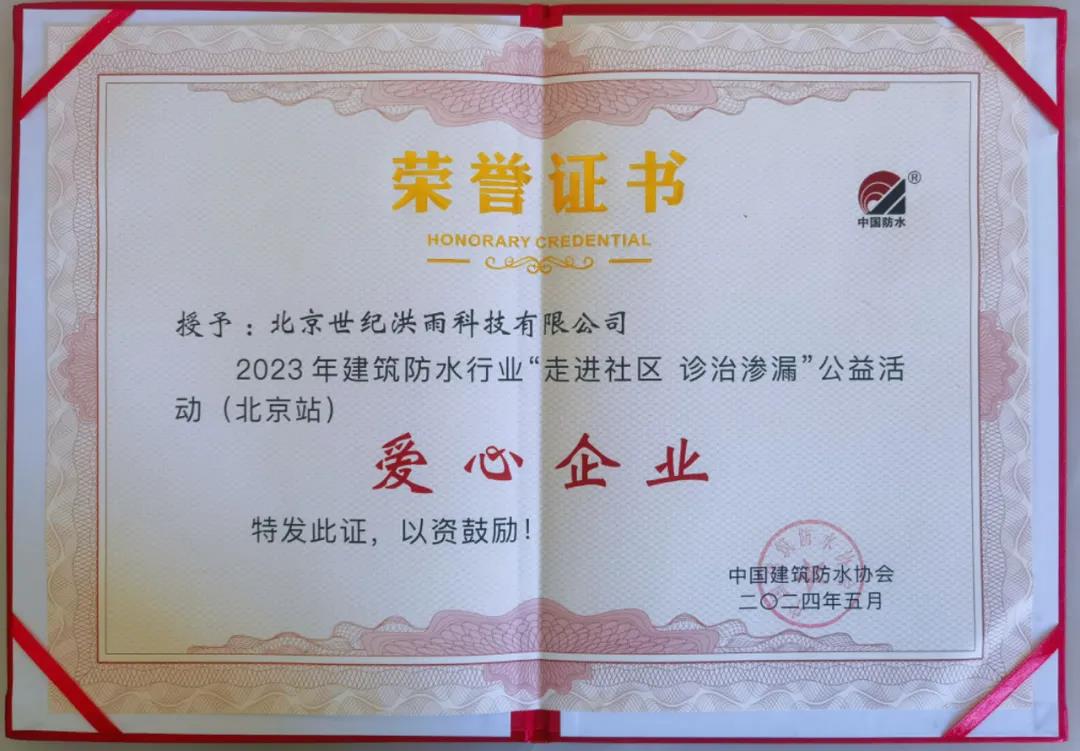 荣誉证书
®
中国防水
HONORARY CREDENTIAL
授予：北京世纪洪雨科技有限公司
2023年建筑防水行业“走进社区 诊治渗漏”公益活
动（北京站）
爱心企业
特发此证，以资鼓励！
中国建筑防水协会
二〇二四年五月